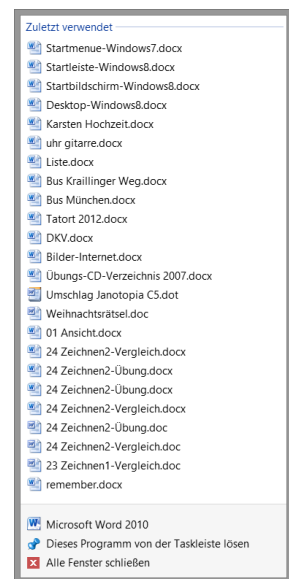 Zuletzt verwendet
Startmenue-Windows7.docx
Startleiste-Windows8.docx
Startbildschirm-Windows8.docx
Desktop-Windows8.docx
Karsten Hochzeit.docx
uhr gitarre.docx
Liste.docx
Bus Kraillinger Weg.docx
Bus München.docx
Tatort 2012.docx
DKV.docx
Bilder-Internet.docx
Übungs-CD-Verzeichnis 2007.docx
Umschlag Janotopia C5.dot
Weihnachtsrätsel.doc
01 Ansicht.docx
24 Zeichnen2-Vergleich.docx
24 Zeichnen2-Übung.docx
24 Zeichnen2-Vergleich.docx
24 Zeichnen2-Übung.doc
24 Zeichnen2-Vergleich.doc
23 Zeichnen1-Vergleich.doc
remember.docx
Microsoft Word 2010
Dieses Programm von der Taskleiste lösen
Alle Fenster schließen